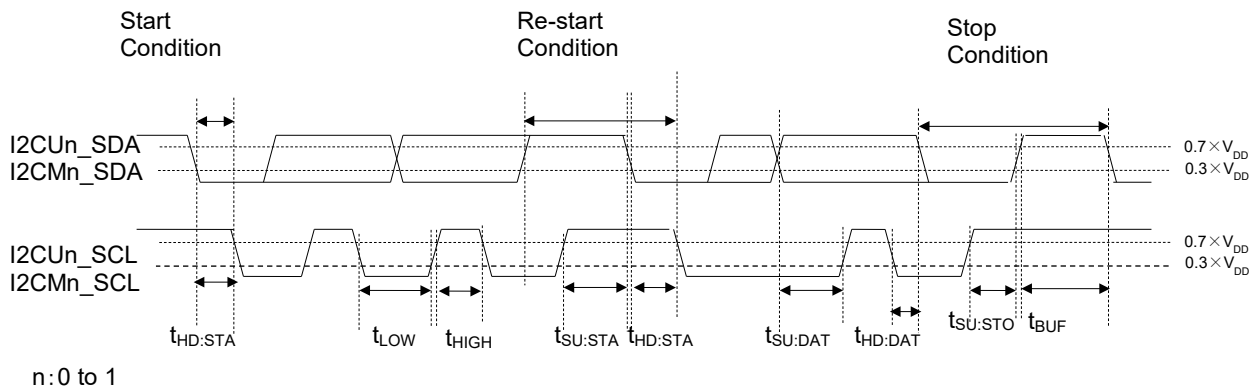 Start
Condition
Re-start
Condition
Stop
Condition
I2CUn_SDA
I2CMn_SDA
0.7×VDD
0.3×VDD
I2CUn_SCL
I2CMn_SCL
0.7×VDD
0.3×VDD
tHD:STA
tLOW
tHIGH
tSU:STA
tHD:STA
tSU:DAT
tHD:DAT
tSU:STO
tBUF
n:0 to 1